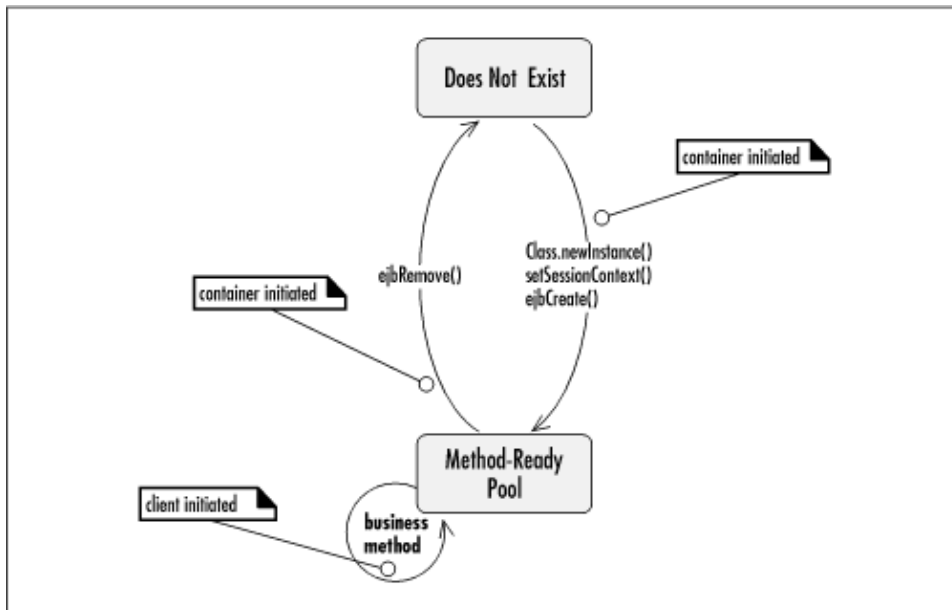 Does Not Exist
container initiated
Class.newInstance()
setSessionContext()
ejbCreate()
ejbRemove()
container initiated
Method-Ready
Pool
client initiated
business
method